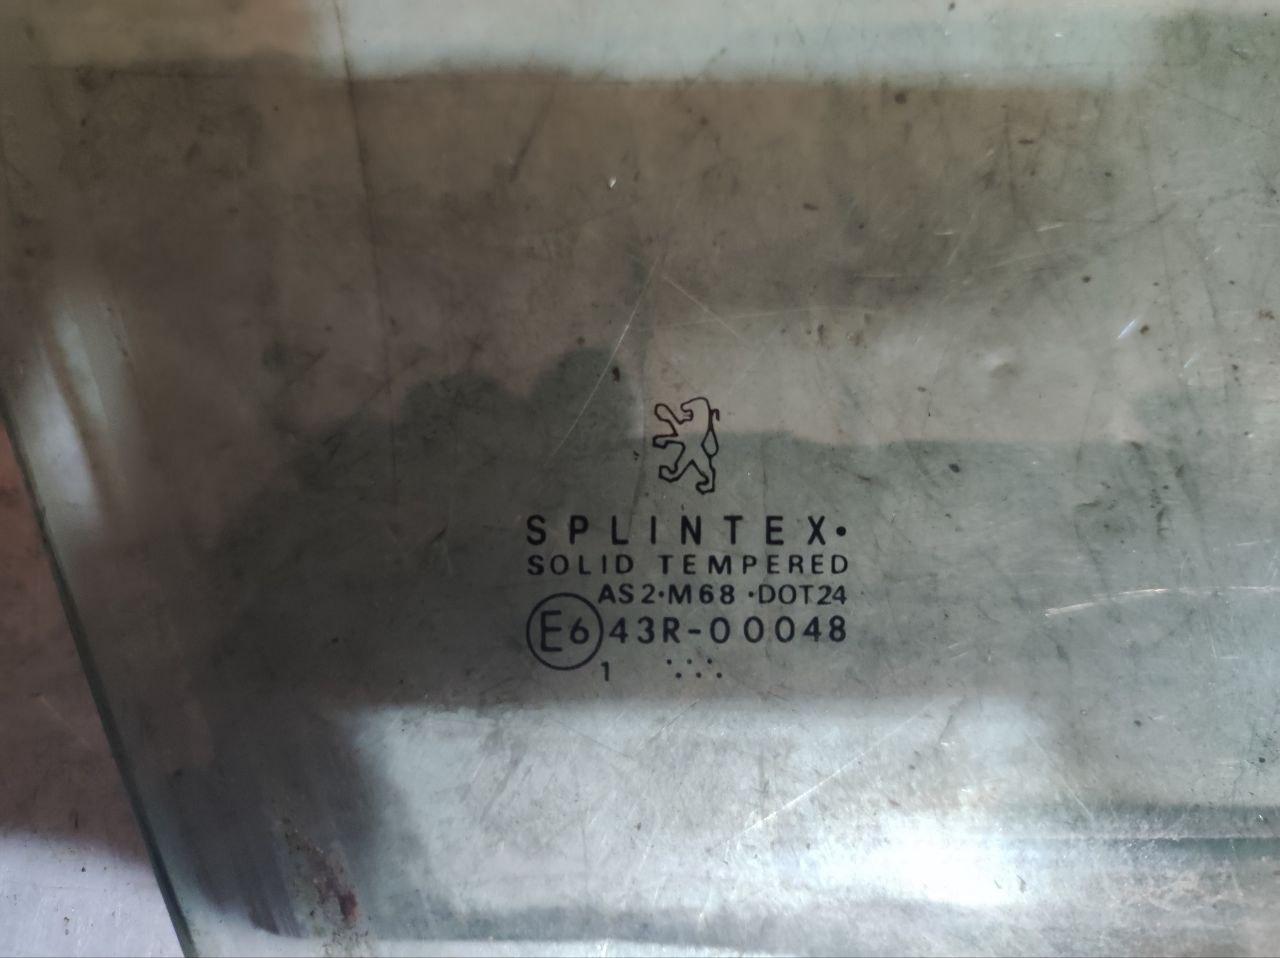 SPLINTEX•
SOLID TEMPERED
AS2·M68 ·DOT24
E6 43R-00048
1